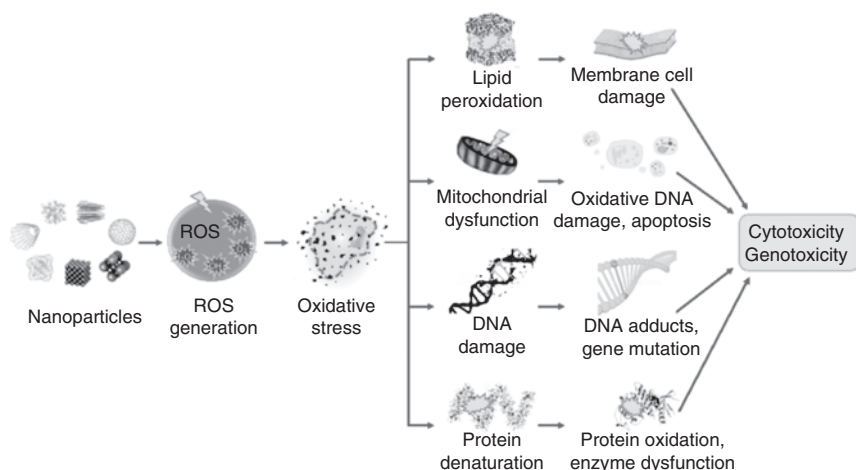 Nanoparticles
ROS
ROS
generation
Oxidative
stress
Lipid
peroxidation
Membrane cell
damage
Mitochondrial
dysfunction
Oxidative DNA
damage, apoptosis
DNA
damage
DNA adducts,
gene mutation
Protein
denaturation
Protein oxidation,
enzyme dysfunction
Cytotoxicity
Genotoxicity